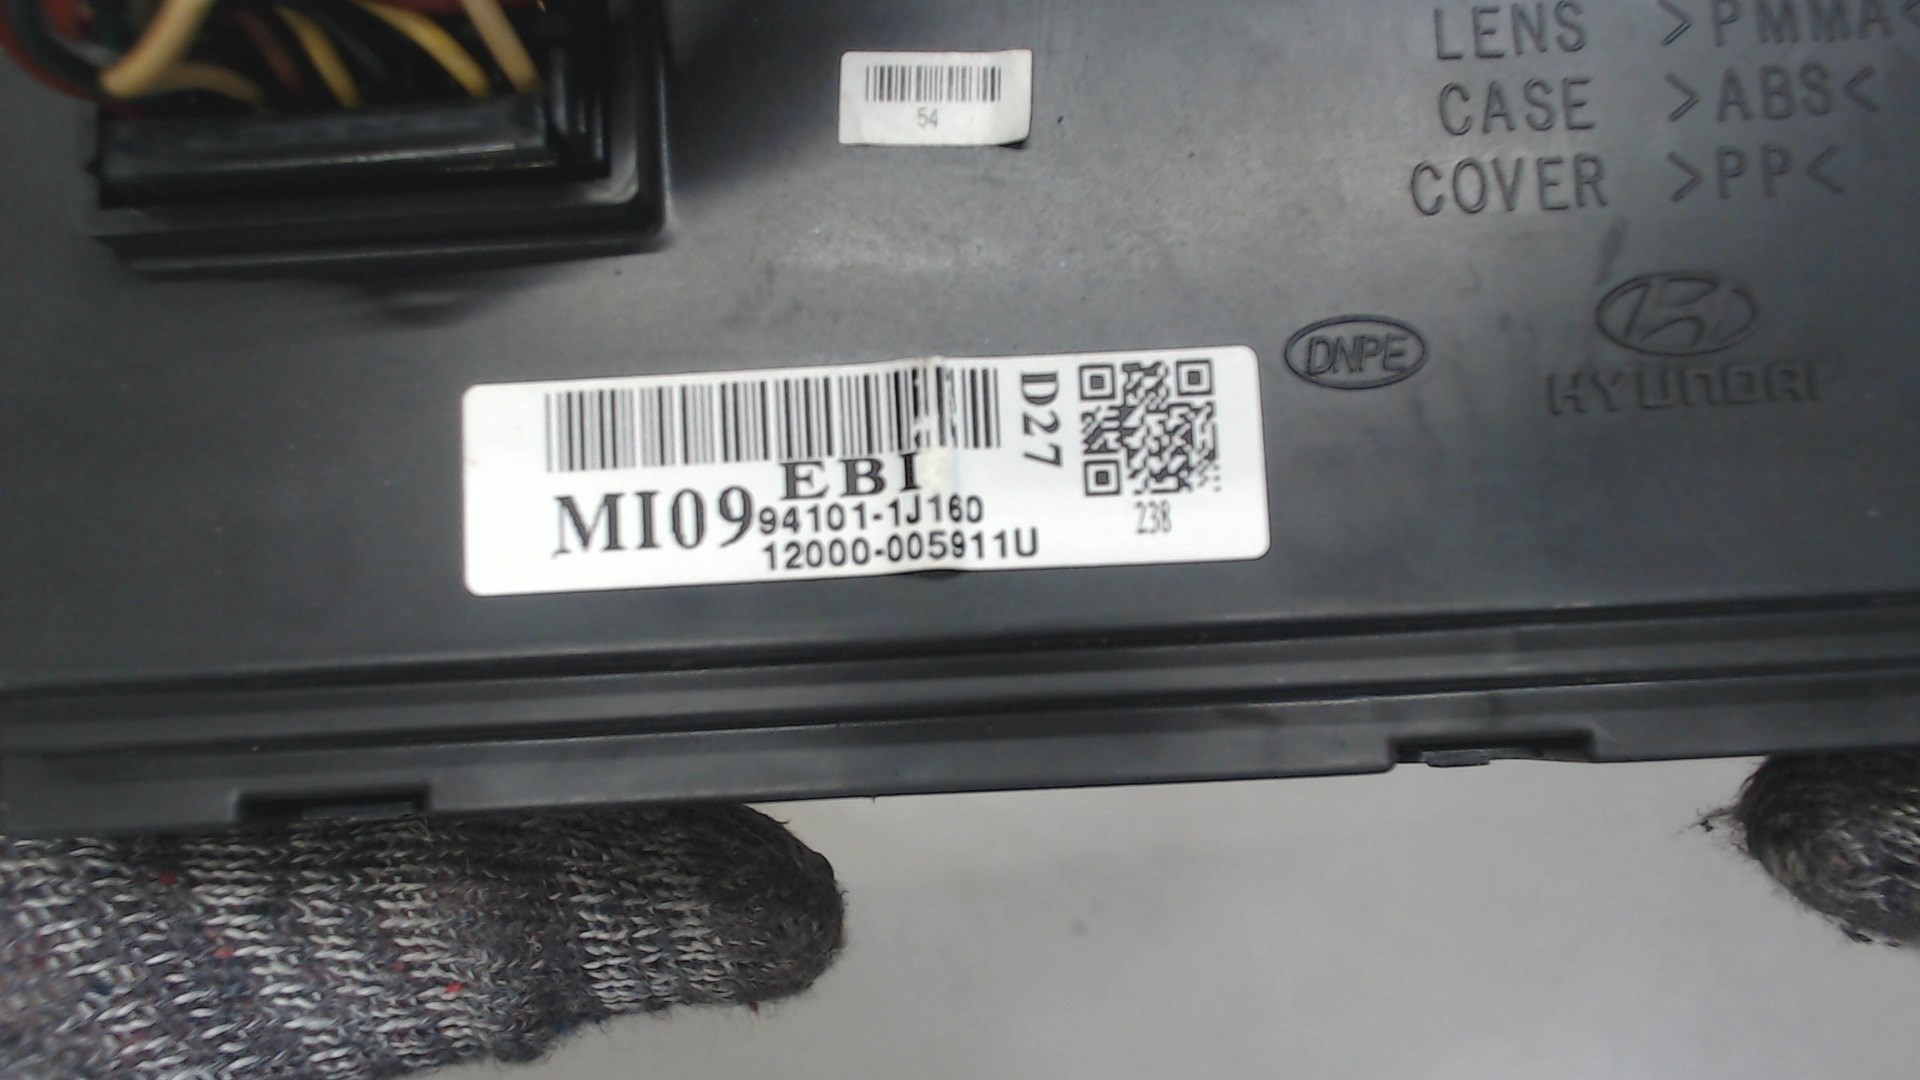 LENS >PMMA<
CASE >ABS<
COVER >PP<
54
DNPE
HYUNDAI
D27
EBI
MI09
94101-1J160
12000-005911U
238